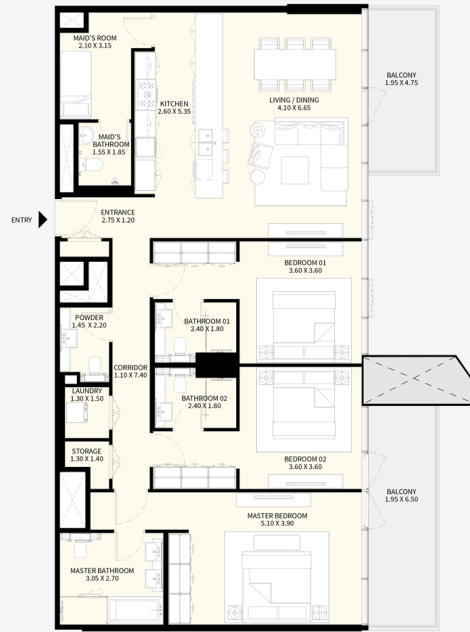 MAID'S ROOM
2.10 X 3.15
BALCONY
1.95 X 4.75
KITCHEN
2.60 X 5.35
LIVING / DINING
4.10 X 6.65
MAID'S
BATHROOM
1.55 X 1.85
ENTRY
ENTRANCE
2.75 X 1.20
BEDROOM 01
3.60 X 3.60
POWDER
1.45 X 2.20
BATHROOM 01
2.40 X 1.80
CORRIDOR
1.10 X 7.40
LAUNDRY
1.30 X 1.50
BATHROOM 02
2.40 X 1.80
STORAGE
1.30 X 1.40
BEDROOM 02
3.60 X 3.60
BALCONY
1.95 X 6.50
MASTER BEDROOM
5.10 X 3.90
MASTER BATHROOM
3.05 X 2.70